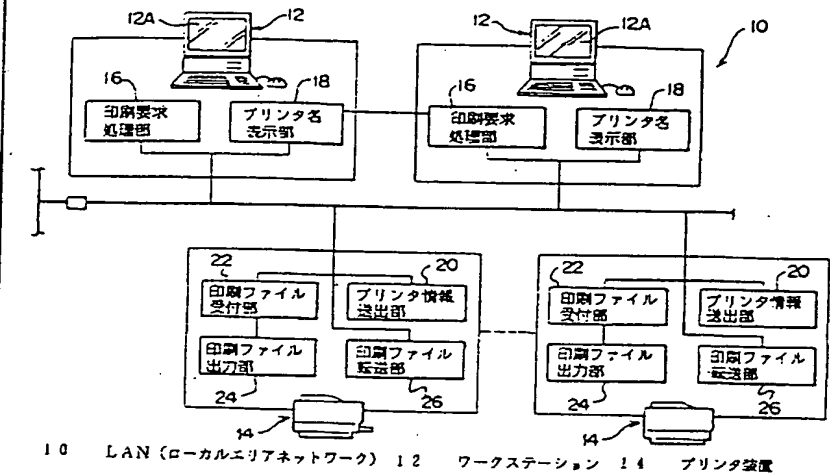 12A
12
12
12A
10
16
18
16
18
印刷要求
処理部
プリンタ名
表示部
印刷要求
処理部
プリンタ名
表示部
22
20
22
20
印刷ファイル
受付部
プリンタ情報
送出部
印刷ファイル
受付部
プリンタ情報
送出部
印刷ファイル
出力部
印刷ファイル
転送部
印刷ファイル
出力部
印刷ファイル
転送部
24
26
24
26
14
14
10 LAN (ローカルエリアネットワーク) 12 ワークステーション 14 プリンタ装置